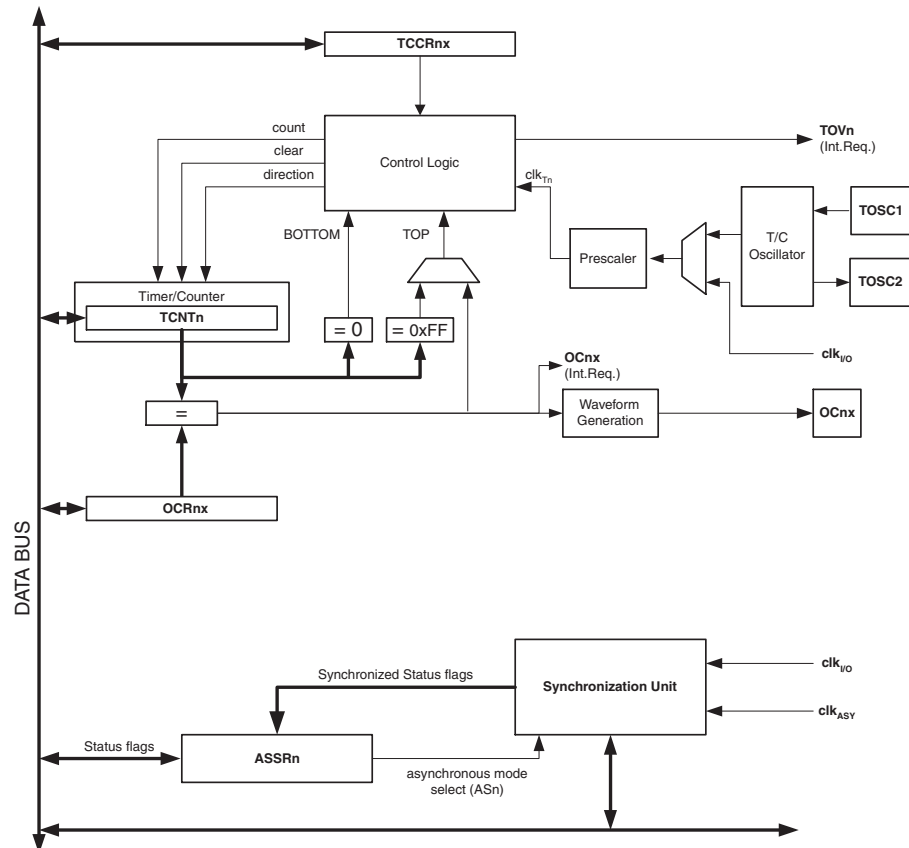 TCCRnx
count
clear
direction
Control Logic
TOVn
(Int.Req.)
clkTn
BOTTOM
TOP
Prescaler
T/C
Oscillator
TOSC1
TOSC2
Timer/Counter
TCNTn
= 0
= 0xFF
clkI/O
OCnx
(Int.Req.)
=
Waveform
Generation
OCnx
OCRnx
DATA BUS
Synchronized Status flags
Synchronization Unit
clkI/O
clkASY
Status flags
ASSRn
asynchronous mode
select (ASn)